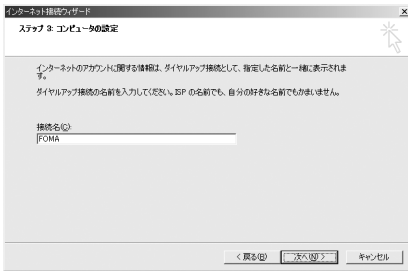 インターネット接続ウィザード
ステップ 3: コンピュータの設定
インターネットのアカウントに関する情報は、ダイヤルアップ接続として、指定した名前と一緒に表示されま
す。
ダイヤルアップ接続の名前を入力してください。ISP の名前でも、自分の好きな名前でもかまいません。
接続名(C):
FOMA
< 戻る(B)
次へ(N) >
キャンセル